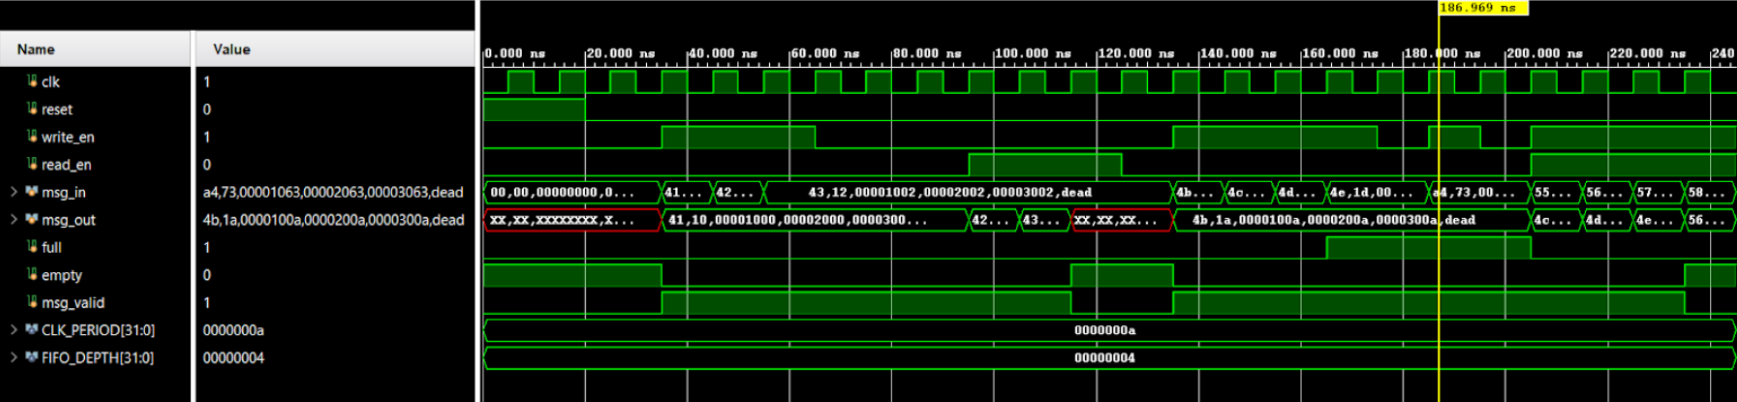 186.969 ns
Name Value
0.000 ns 20.000 ns 40.000 ns 60.000 ns 80.000 ns 100.000 ns 120.000 ns 140.000 ns 160.000 ns 180.000 ns 200.000 ns 220.000 ns 240
clk 1
reset 0
write_en 1
read_en 0
msg_in a4,73,00001063,00002063,00003063,dead 00,00,00000000,0... 41... 42... 43,12,00001002,00002002,00003002,dead 4b... 4c... 4d... 4e,1d,00... a4,73,00... 55... 56... 57... 58...
msg_out 4b,1a,0000100a,0000200a,0000300a,dead XX,XX,XXXXXXXX,X... 41,10,00001000,00002000,0000300... 42... 43... XX,XX,XX... 4b,1a,0000100a,0000200a,0000300a,dead 4c... 4d... 4e... 56...
full 1
empty 0
msg_valid 1
CLK_PERIOD[31:0] 0000000a 0000000a
FIFO_DEPTH[31:0] 00000004 00000004